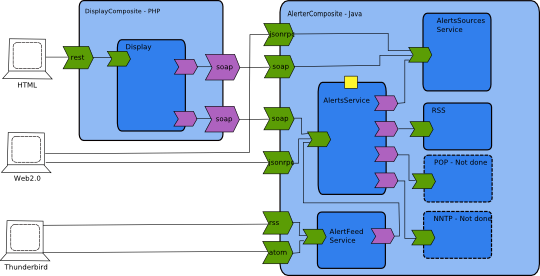 DisplayComposite - PHP
AlerterComposite - Java
Display
rest
soap
soap
HTML
Web2.0
Thunderbird
jsonrpc
soap
soap
jsonrpc
rss
atom
AlertsSources
Service
AlertsService
RSS
POP - Not done
NNTP - Not done
AlertFeed
Service